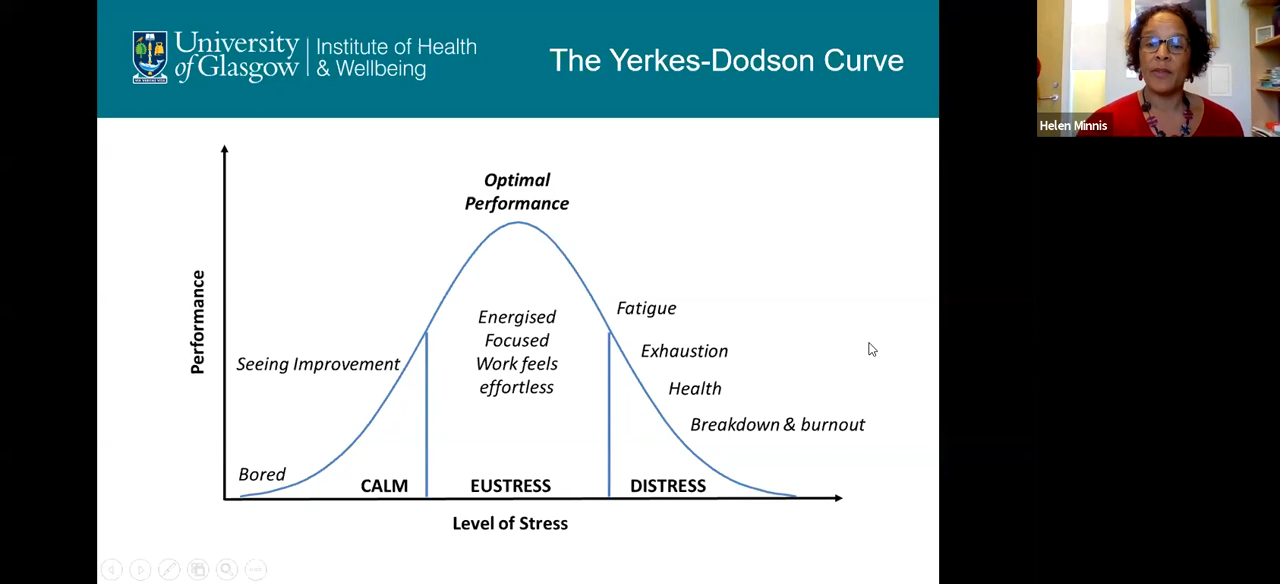 University
of Glasgow
Institute of Health
& Wellbeing
The Yerkes-Dodson Curve
Helen Minnis
Optimal
Performance
Performance
Energised
Focused
Work feels
effortless
Fatigue
Exhaustion
Health
Breakdown & burnout
Seeing Improvement
Bored
CALM
EUSTRESS
DISTRESS
Level of Stress